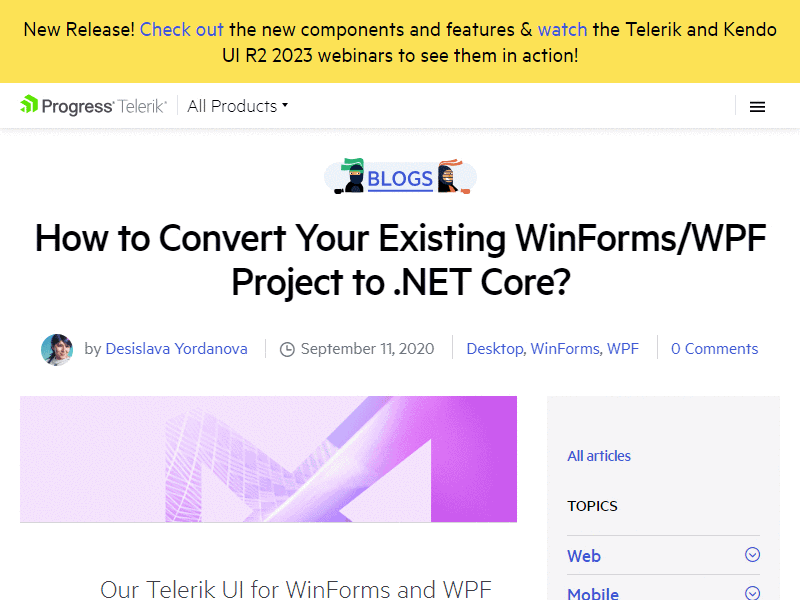 New Release! Check out the new components and features & watch the Telerik and Kendo
UI R2 2023 webinars to see them in action!
Progress Telerik
All Products
BLOGS
How to Convert Your Existing WinForms/WPF
Project to .NET Core?
by Desislava Yordanova
September 11, 2020
Desktop, WinForms, WPF
0 Comments
All articles
TOPICS
Web
Mobile
Our Telerik UI for WinForms and WPF